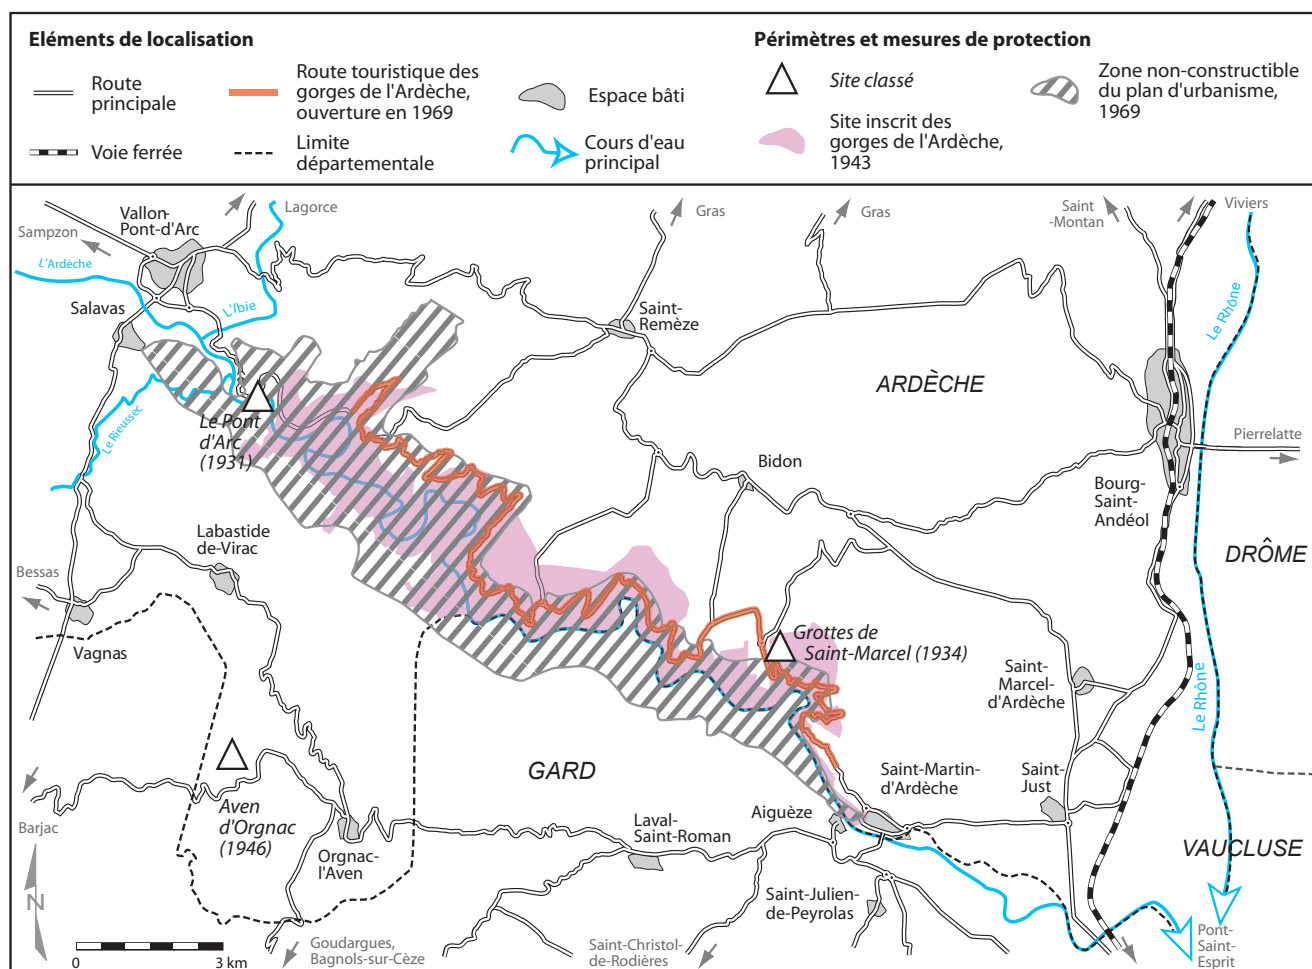 Eléments de localisation
Route
principale
Voie ferrée
Route touristique des
gorges de l'Ardèche,
ouverture en 1969
Limite
départementale
Espace bâti
Cours d'eau
principal
Périmètres et mesures de protection
Site classé
Site inscrit des
gorges de l'Ardèche,
1943
Zone non-constructible
du plan d'urbanisme,
1969
Vallon-
Pont-d'Arc
Lagorce
Sampzon
L'Ardèche
L'Ibie
Salavas
Gras
Gras
Saint
-Montan
Viviers
Le Rhône
Saint-
Remèze
ARDÈCHE
Le Rieussec
Le Pont
d'Arc
(1931)
Pierrelatte
Bidon
Bourg-
Saint-
Andéol
Labastide
de-Virac
DRÔME
Bessas
Vagnas
Grottes de
Saint-Marcel (1934)
Saint-
Marcel-
d'Ardèche
Le Rhône
GARD
Aven
d'Orgnac
(1946)
Saint-Martin-
d'Ardèche
Saint-
Just
Barjac
Orgnac-
l'Aven
Laval-
Saint-Roman
Aiguèze
VAUCLUSE
Saint-Julien-
de-Peyrolas
N
0
3 km
Goudargues,
Bagnols-sur-Cèze
Saint-Christol-
de-Rodières
Pont-
Saint-
Esprit